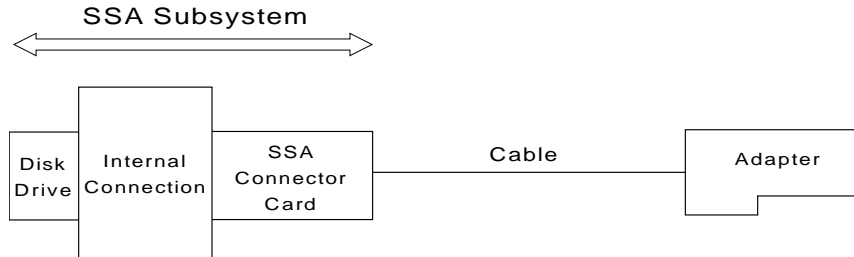 SSA Subsystem
Disk
Drive
Internal
Connection
SSA
Connector
Card
Cable
Adapter